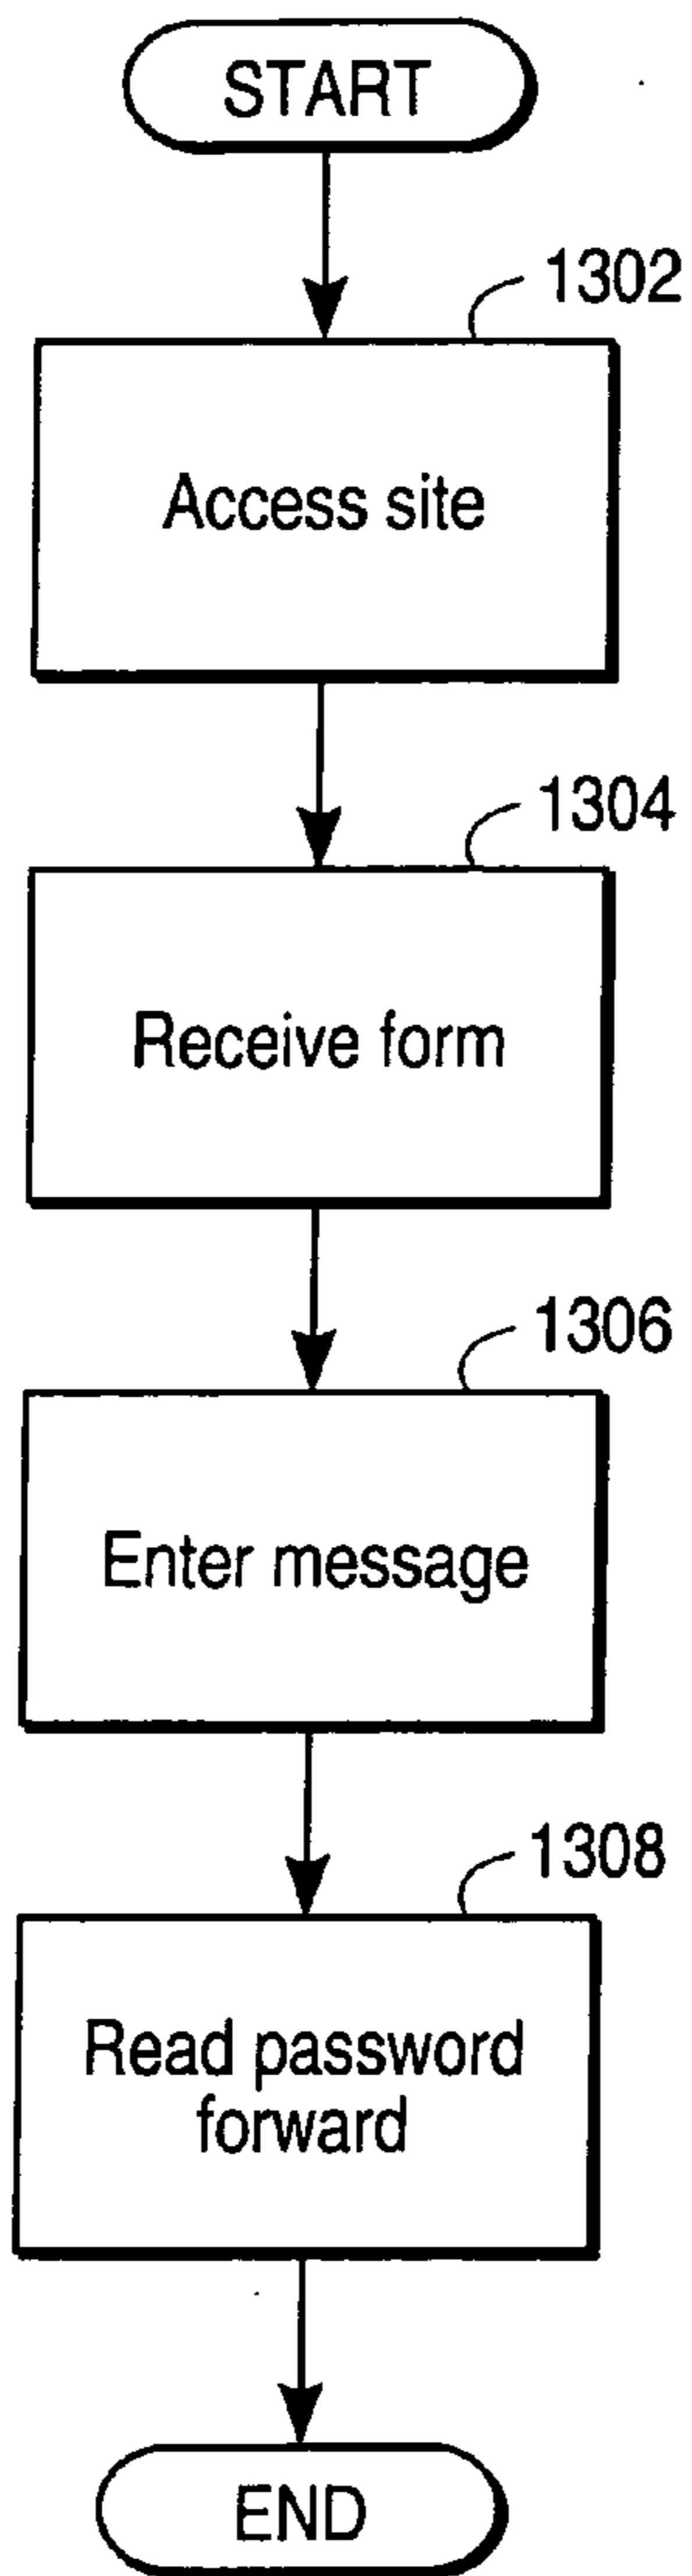 START
1302
Access site
1304
Receive form
1306
Enter message
1308
Read password
forward
END